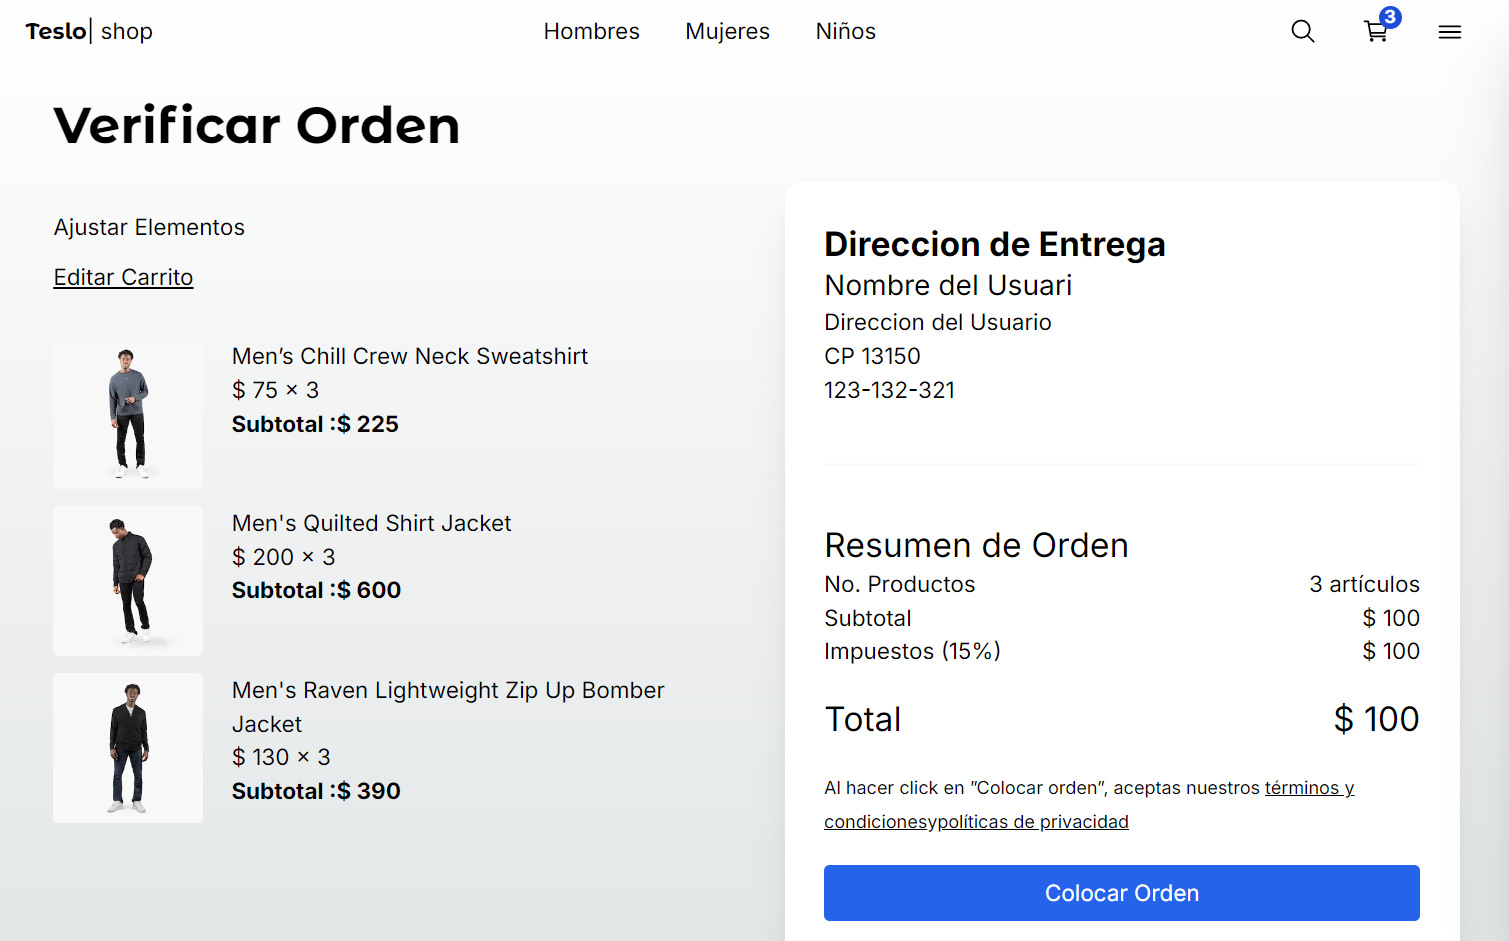 Teslo| shop
Hombres
Mujeres
Niños
3
Verificar Orden
Ajustar Elementos
Editar Carrito
Men’s Chill Crew Neck Sweatshirt
$ 75 × 3
Subtotal :$ 225
Men's Quilted Shirt Jacket
$ 200 × 3
Subtotal :$ 600
Men's Raven Lightweight Zip Up Bomber
Jacket
$ 130 × 3
Subtotal :$ 390
Direccion de Entrega
Nombre del Usuari
Direccion del Usuario
CP 13150
123-132-321
Resumen de Orden
No. Productos 3 artículos
Subtotal $ 100
Impuestos (15%) $ 100
Total $ 100
Al hacer click en ”Colocar orden”, aceptas nuestros términos y
condicionesypolíticas de privacidad
Colocar Orden